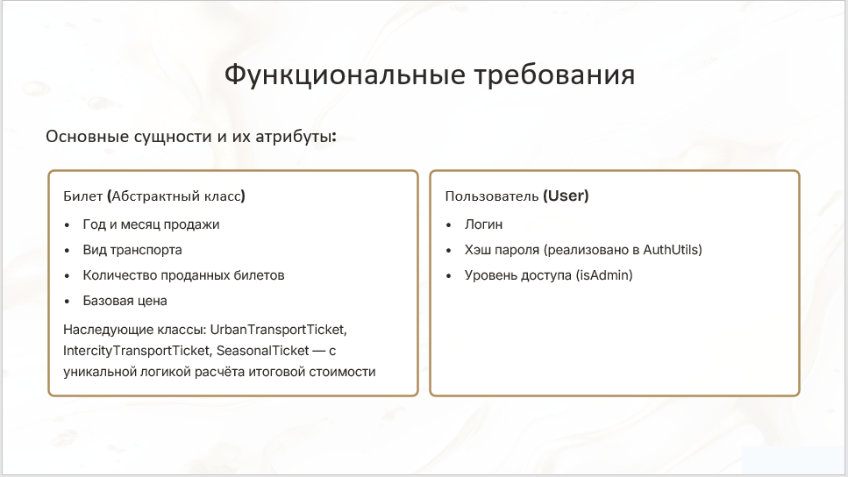 Функциональные требования
Основные сущности и их атрибуты:
Билет (Абстрактный класс)
• Год и месяц продажи
• Вид транспорта
• Количество проданных билетов
• Базовая цена
Наследующие классы: UrbanTransportTicket,
IntercityTransportTicket, SeasonalTicket — с
уникальной логикой расчёта итоговой стоимости
Пользователь (User)
• Логин
• Хэш пароля (реализовано в AuthUtils)
• Уровень доступа (isAdmin)